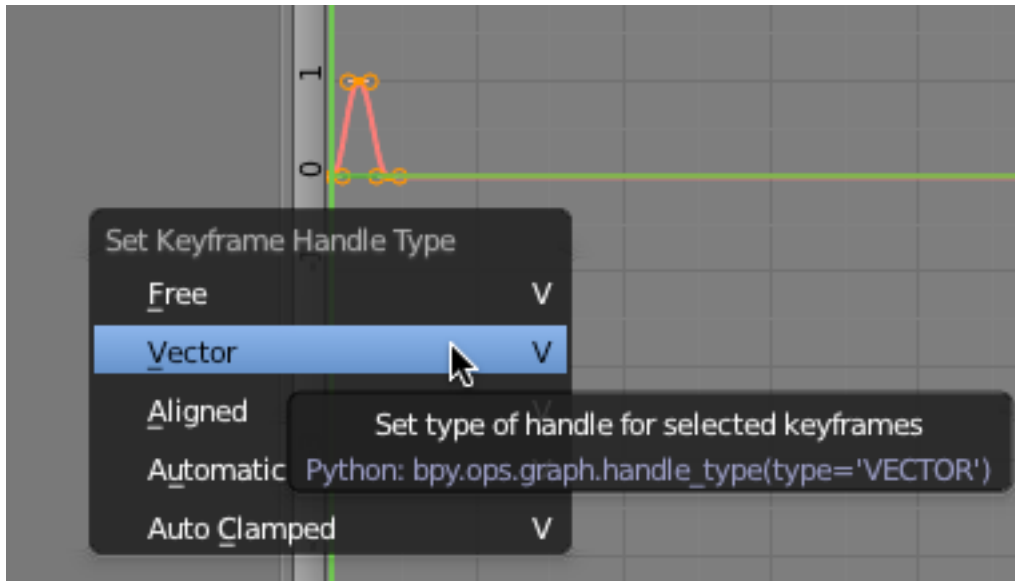 1
0
Set Keyframe Handle Type
Free V
Vector V
Aligned V
Automatic
Set type of handle for selected keyframes
Python: bpy.ops.graph.handle_type(type='VECTOR')
Auto Clamped V